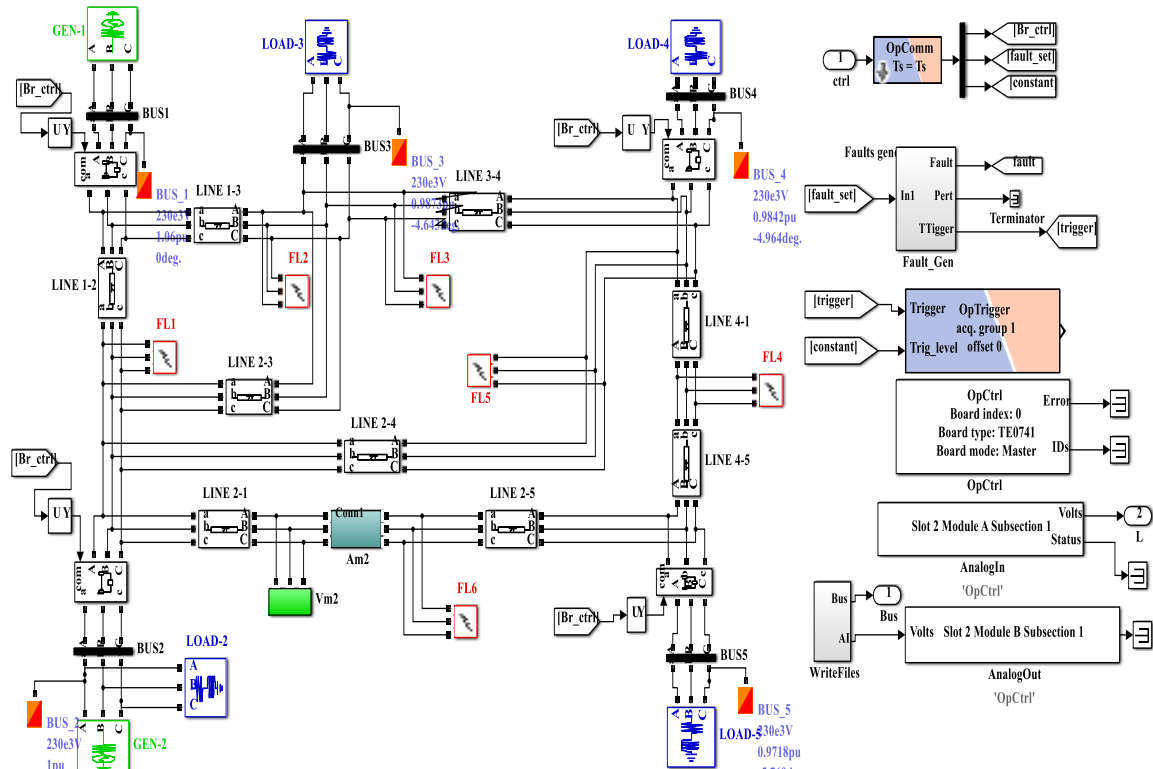 GEN-1
A B C
[Br_ctrl]
U Y
BUS1
com
A B C
a b c
BUS_1
230e3V
1.06pu
0deg.
LOAD-3
A B C
BUS3
BUS_3
230e3V
LINE 1-3
a A
b B
c C
LINE 3-4
a A
b B
c C
LOAD-4
A B C
BUS4
[Br_ctrl]
U Y
com
BUS_4
230e3V
0.9842pu
-4.964deg.
LINE 1-2
A B C
a b c
FL1
FL2
FL3
LINE 2-3
a A
b B
c C
FL5
LINE 4-1
a b c
A B C
FL4
LINE 2-4
a A
b B
c C
LINE 4-5
a b c
A B C
[Br_ctrl]
U Y
com
A B C
a b c
LINE 2-1
a A
b B
c C
Conn1
Am2
LINE 2-5
a A
b B
c C
Vm2
FL6
[Br_ctrl]
UY
com
BUS2
LOAD-2
A
B
C
BUS_2
230e3V
1pu
A B C
GEN-2
BUS5
A B C
LOAD-5
BUS_5
230e3V
0.9718pu
1
ctrl
OpComm
Ts = Ts
[Br_ctrl]
[fault_set]
[constant]
Faults gen
[fault_set]
In1
Fault
Pert
TTigger
Fault_Gen
fault
Terminator
[trigger]
[trigger]
[constant]
Trigger
Trig_level
OpTrigger
acq. group 1
offset 0
OpCtrl
Board index: 0
Board type: TE0741
Board mode: Master
Error
IDs
OpCtrl
Slot 2 Module A Subsection 1
Volts
Status
2
L
AnalogIn
'OpCtrl'
Bus
AI
WriteFiles
1
Bus
Volts Slot 2 Module B Subsection 1
AnalogOut
'OpCtrl'